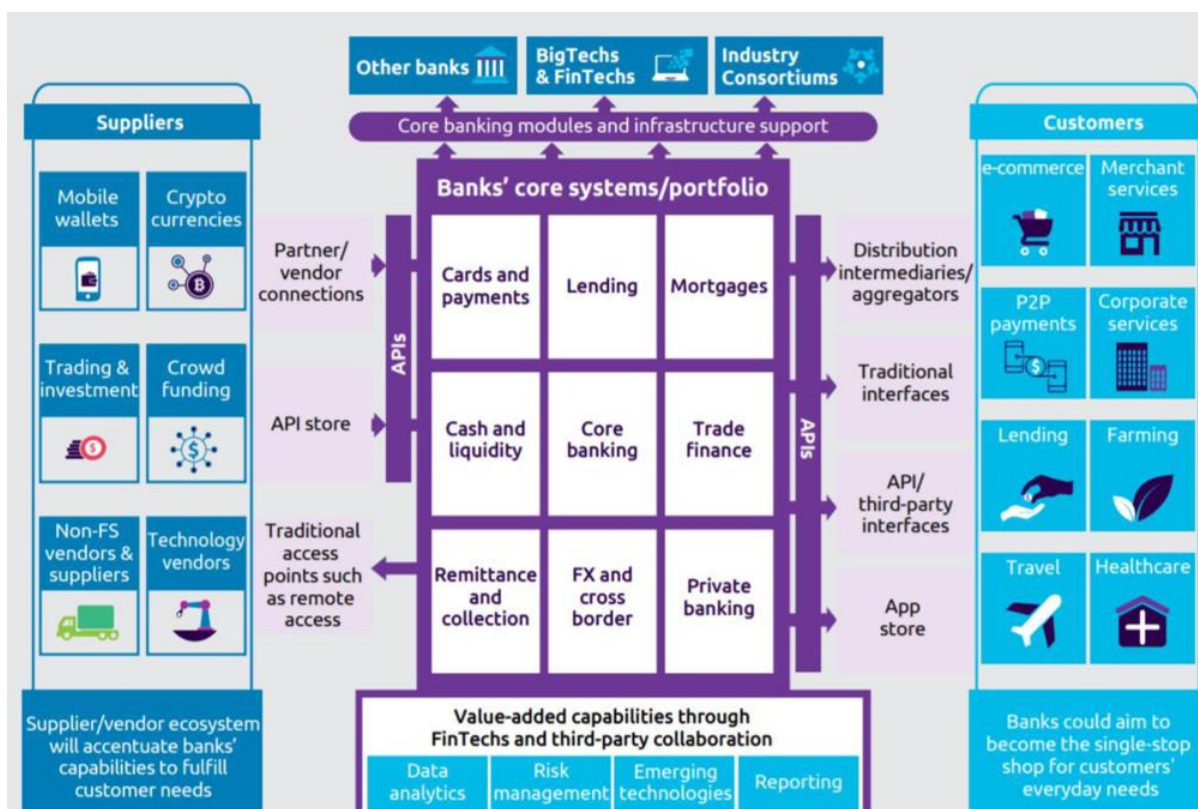 Other banks
BigTechs
& FinTechs
Industry
Consortiums
Core banking modules and infrastructure support
Suppliers
Mobile
wallets
Crypto
currencies
Trading &
investment
Crowd
funding
Non-FS
vendors &
suppliers
Technology
vendors
Supplier/vendor ecosystem
will accentuate banks'
capabilities to fulfill
customer needs
Partner/
vendor
connections
API store
Traditional
access
points such
as remote
access
APIs
Banks' core systems/portfolio
Cards and
payments
Lending
Mortgages
Cash and
liquidity
Core
banking
Trade
finance
Remittance
and
collection
FX and
cross
border
Private
banking
Value-added capabilities through
FinTechs and third-party collaboration
Data
analytics
Risk
management
Emerging
technologies
Reporting
APIs
Distribution
intermediaries/
aggregators
Traditional
interfaces
API/
third-party
interfaces
App
store
Customers
e-commerce
Merchant
services
P2P
payments
Corporate
services
Lending
Farming
Travel
Healthcare
Banks could aim to
become the single-stop
shop for customers'
everyday needs